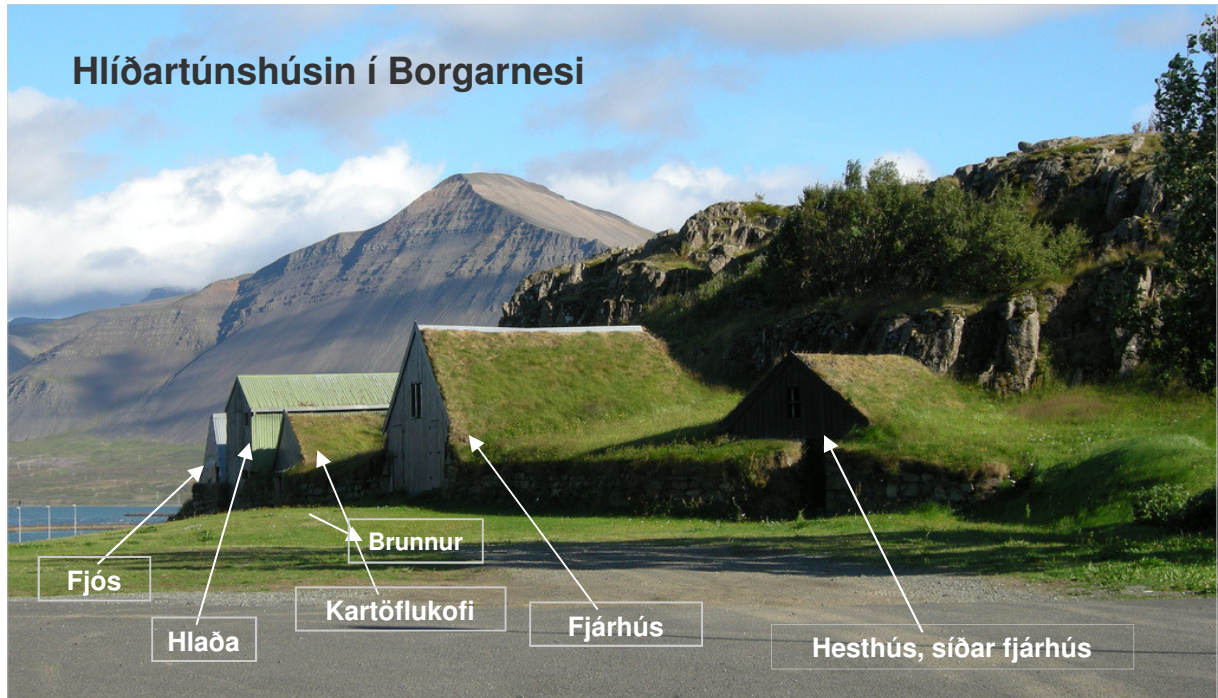 Hlíðartúnshúsin í Borgarnesi
Brunnur
Fjós
Kartöflukofi
Fjárhús
Hlaða
Hesthús, síðar fjárhús